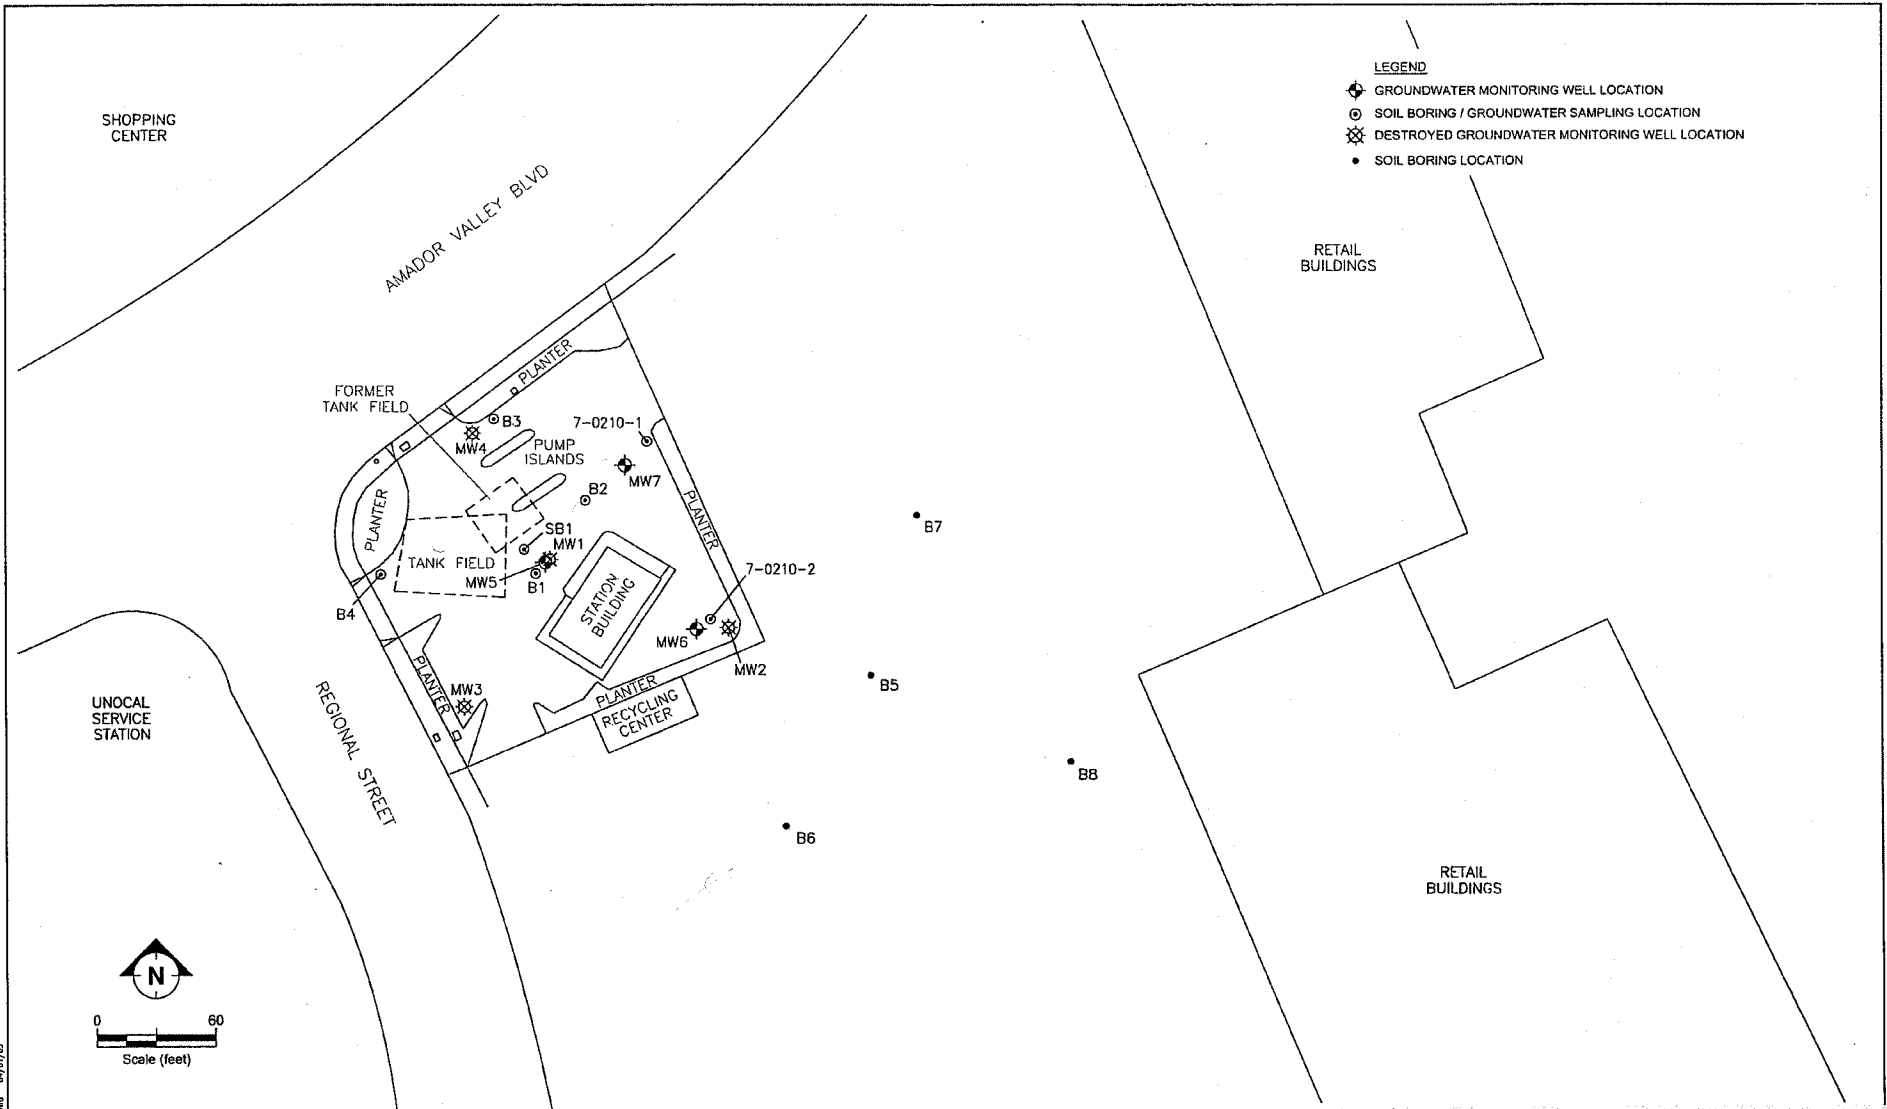 SHOPPING
CENTER
AMADOR VALLEY BLVD
LEGEND
GROUNDWATER MONITORING WELL LOCATION
SOIL BORING / GROUNDWATER SAMPLING LOCATION
DESTROYED GROUNDWATER MONITORING WELL LOCATION
SOIL BORING LOCATION
RETAIL
BUILDINGS
PLANTER
FORMER
TANK FIELD
B3
MW4
PUMP
ISLANDS
7-0210-1
MW7
B2
PLANTER
PLANTER
SB1
MW1
TANK FIELD
MW5
B1
B4
STATION
BUILDING
7-0210-2
MW6
MW2
B7
B5
PLANTER
MW3
PLANTER
RECYCLING
CENTER
UNOCAL
SERVICE
STATION
REGIONAL STREET
B8
B6
RETAIL
BUILDINGS
N
0 60
Scale (feet)